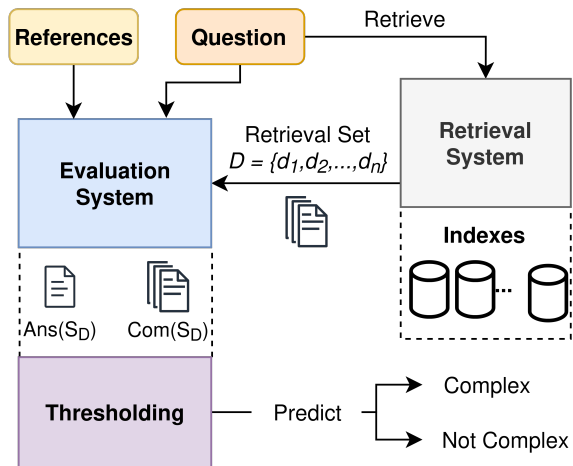 References
Question
Retrieve
Evaluation
System
Retrieval Set
D = {d1,d2,...,dn}
Retrieval
System
Indexes
...
Ans(SD)
Com(SD)
Thresholding
Predict
Complex
Not Complex